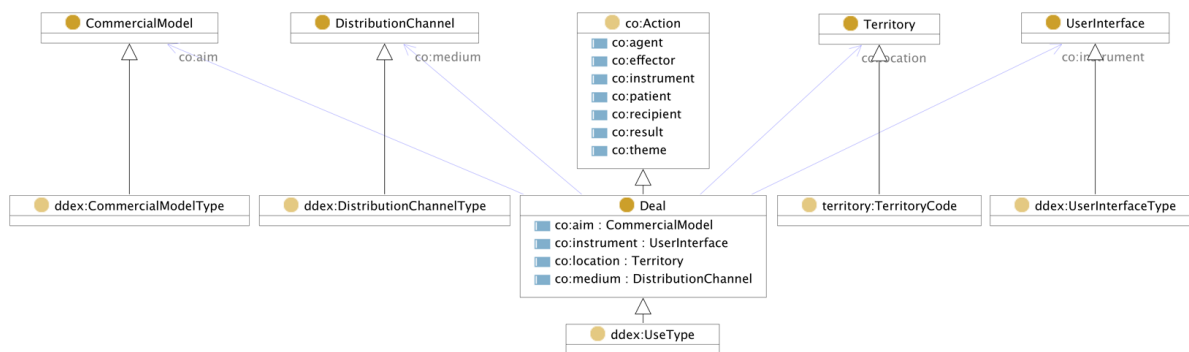 CommercialModel
DistributionChannel
co:Action
co:agent
co:effector
co:instrument
co:patient
co:recipient
co:result
co:theme
Territory
UserInterface
co:aim
co:medium
co:location
co:instrument
ddex:CommercialModelType
ddex:DistributionChannelType
Deal
co:aim : CommercialModel
co:instrument : UserInterface
co:location : Territory
co:medium : DistributionChannel
territory:TerritoryCode
ddex:UserInterfaceType
ddex:UseType